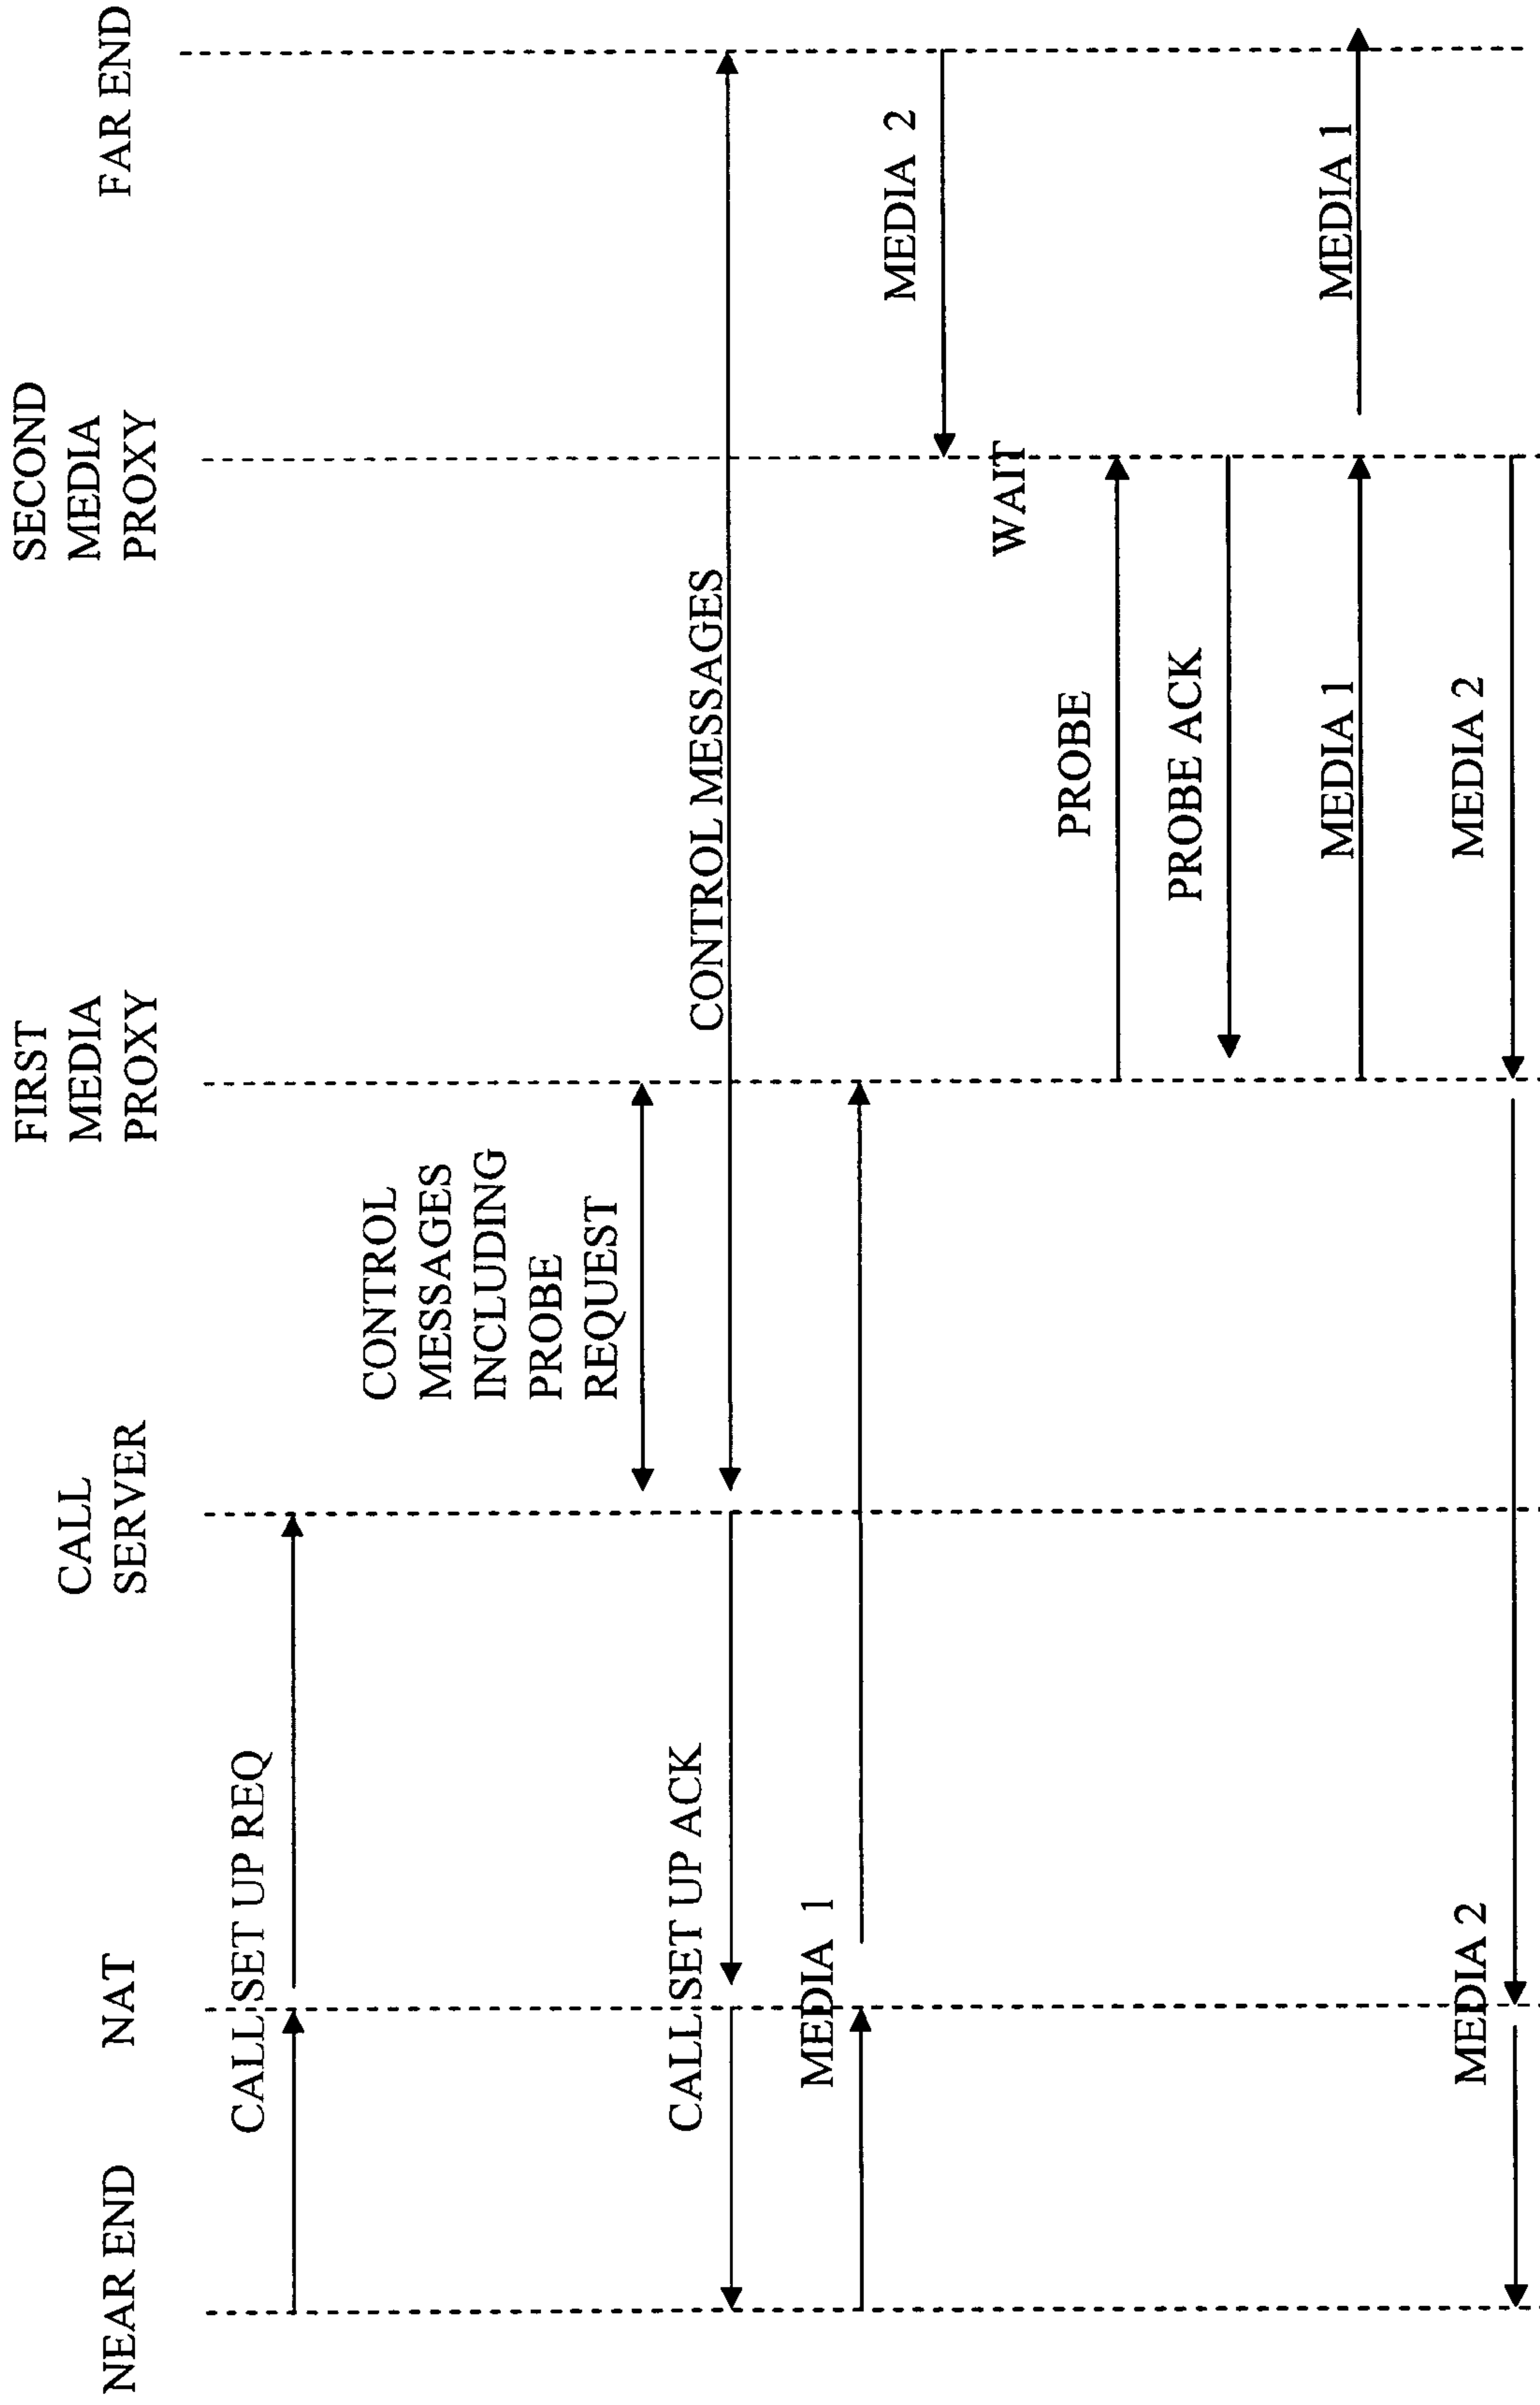 NEAR END
NAT
CALL
SERVER
FIRST
MEDIA
PROXY
SECOND
MEDIA
PROXY
FAR END
CALL SET UP REQ
CONTROL
MESSAGES
INCLUDING
PROBE
REQUEST
CALL SET UP ACK
CONTROL MESSAGES
MEDIA 1
MEDIA 2
WAIT
PROBE
PROBE ACK
MEDIA 1
MEDIA 1
MEDIA 2
MEDIA 2